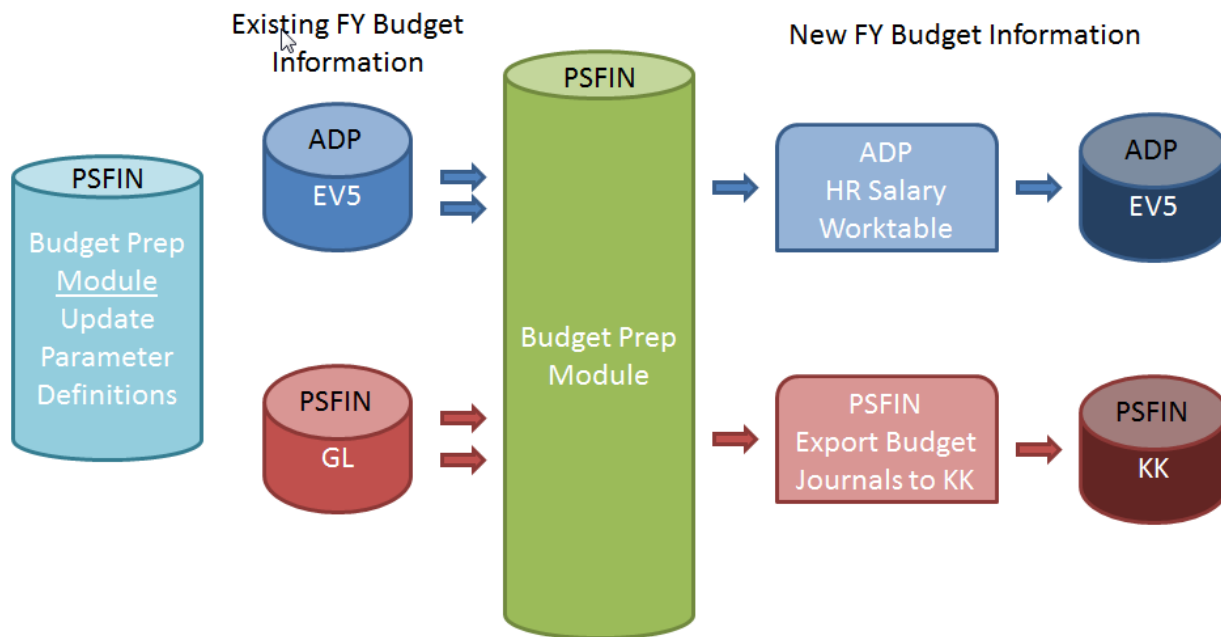 Existing FY Budget
Information
New FY Budget Information
PSFIN
Budget Prep
Module
Update
Parameter
Definitions
ADP
EV5
PSFIN
GL
PSFIN
Budget Prep
Module
ADP
HR Salary
Worktable
ADP
EV5
PSFIN
Export Budget
Journals to KK
PSFIN
KK